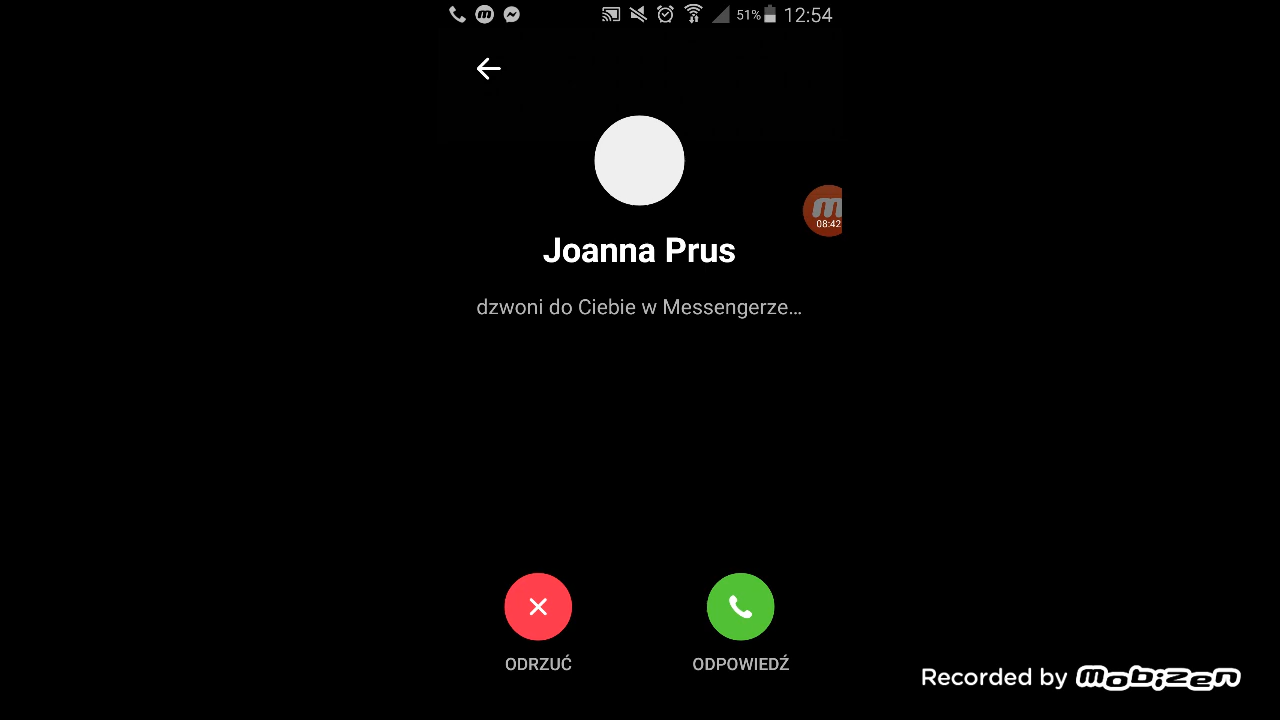 51% 12:54
m
08:42
Joanna Prus
dzwoni do Ciebie w Messengerze...
ODRZUĆ ODPOWIEDŹ
Recorded by mobizen